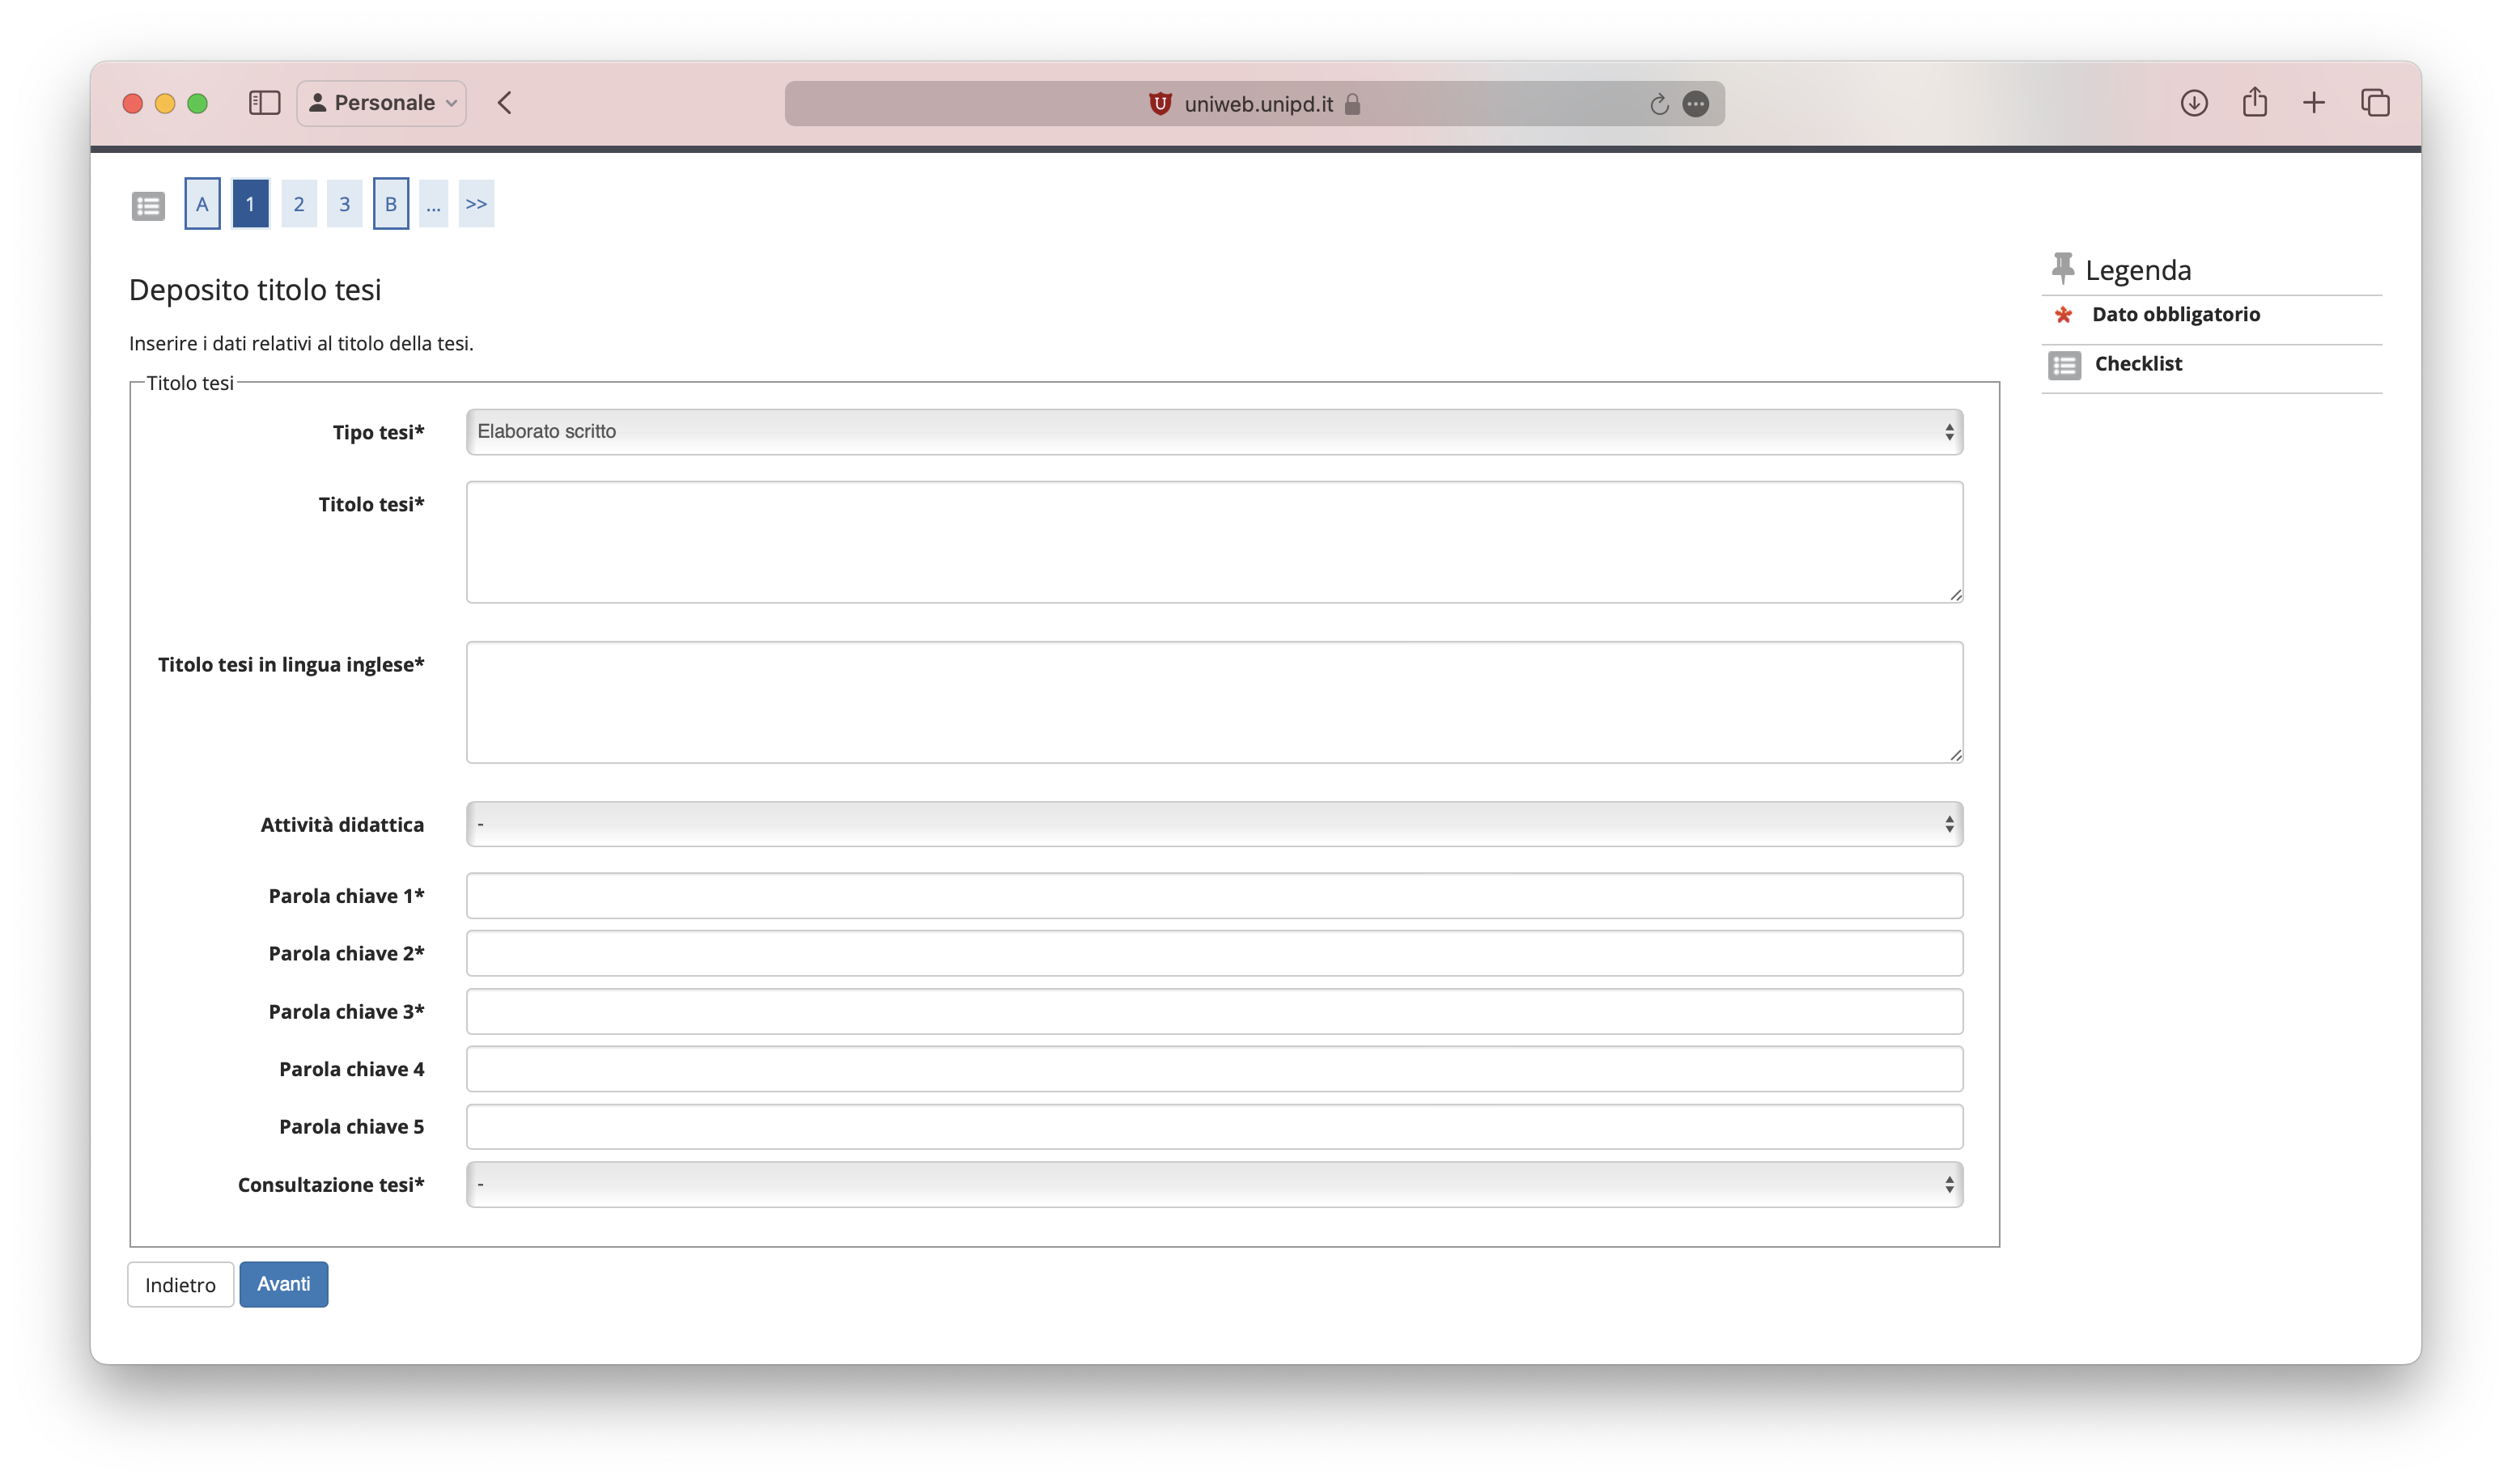 Personale
uniweb.unipd.it
A 1 2 3 B ... >>
Deposito titolo tesi
Inserire i dati relativi al titolo della tesi.
Titolo tesi
Tipo tesi* Elaborato scritto
Titolo tesi*
Titolo tesi in lingua inglese*
Attività didattica -
Parola chiave 1*
Parola chiave 2*
Parola chiave 3*
Parola chiave 4
Parola chiave 5
Consultazione tesi* -
Indietro Avanti
Legenda
Dato obbligatorio
Checklist